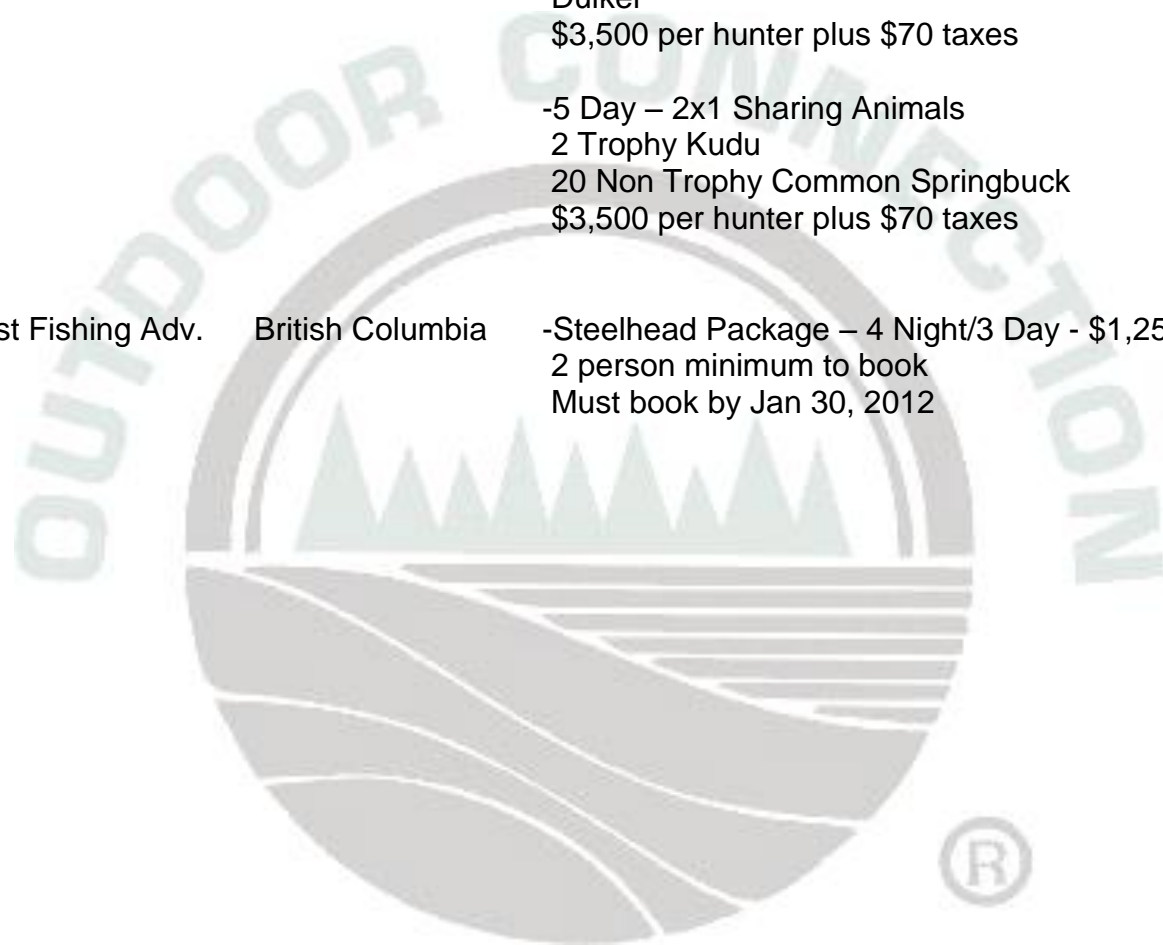 Duiker
$3,500 per hunter plus $70 taxes
-5 Day – 2x1 Sharing Animals
2 Trophy Kudu
20 Non Trophy Common Springbuck
$3,500 per hunter plus $70 taxes
st Fishing Adv. British Columbia -Steelhead Package – 4 Night/3 Day - $1,25
2 person minimum to book
Must book by Jan 30, 2012
OUTDOOR CONNECTION
®